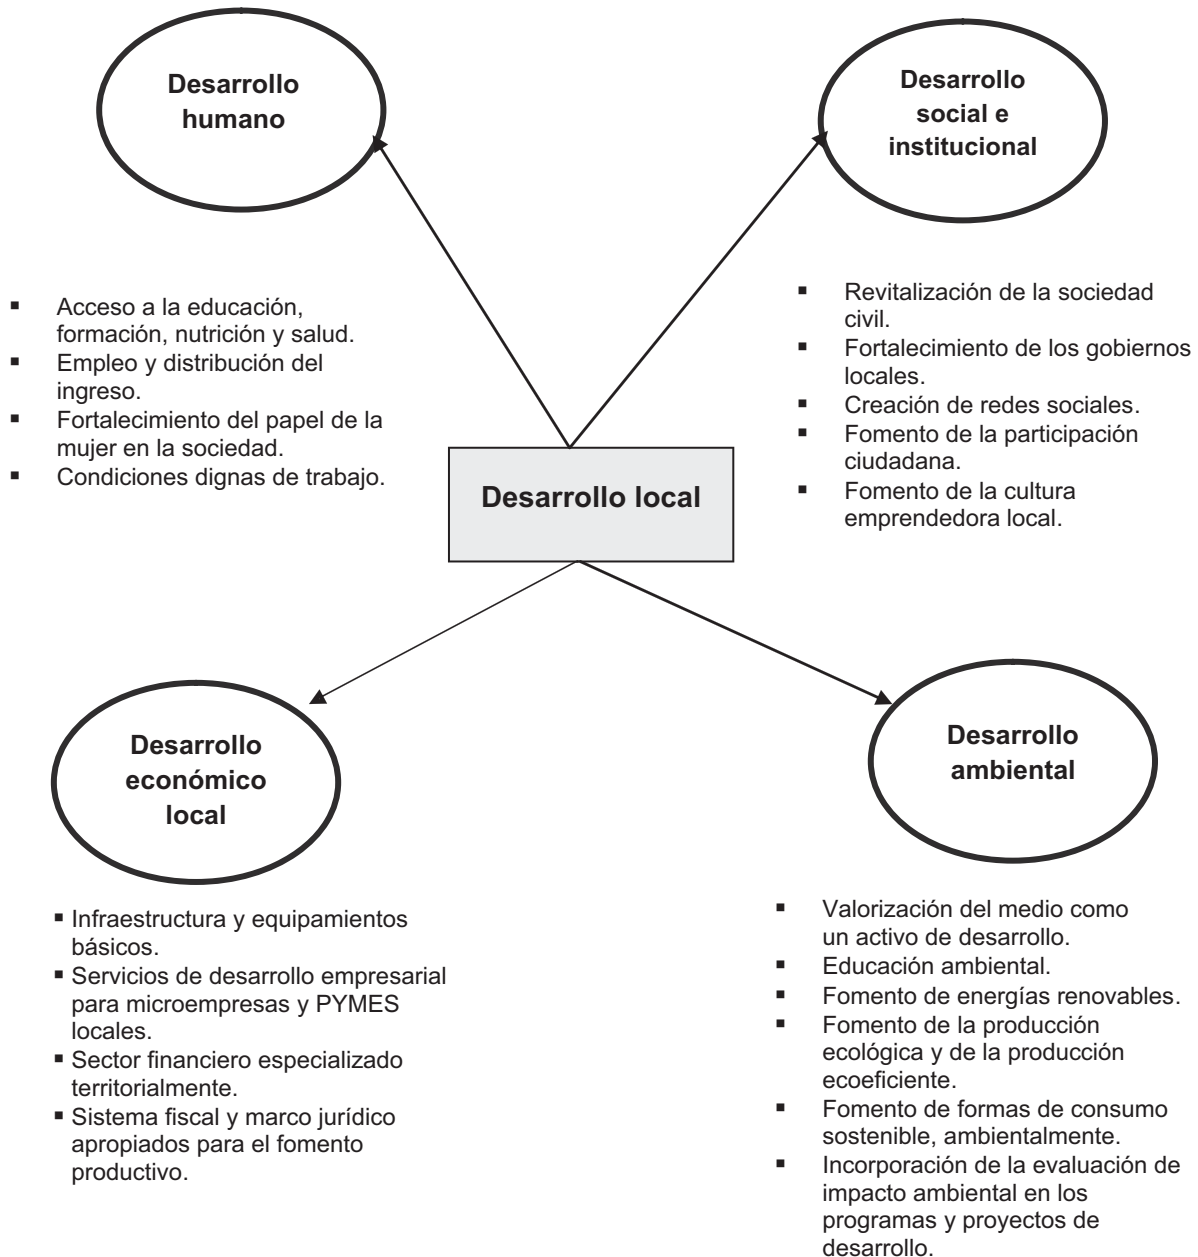 Desarrollo
humano
Desarrollo
social e
institucional
▪ Acceso a la educación,
formación, nutrición y salud.
▪ Empleo y distribución del
ingreso.
▪ Fortalecimiento del papel de la
mujer en la sociedad.
▪ Condiciones dignas de trabajo.
▪ Revitalización de la sociedad
civil.
▪ Fortalecimiento de los gobiernos
locales.
▪ Creación de redes sociales.
▪ Fomento de la participación
ciudadana.
▪ Fomento de la cultura
emprendedora local.
Desarrollo local
Desarrollo
económico
local
Desarrollo
ambiental
▪ Infraestructura y equipamientos
básicos.
▪ Servicios de desarrollo empresarial
para microempresas y PYMES
locales.
▪ Sector financiero especializado
territorialmente.
▪ Sistema fiscal y marco jurídico
apropiados para el fomento
productivo.
▪ Valorización del medio como
un activo de desarrollo.
▪ Educación ambiental.
▪ Fomento de energías renovables.
▪ Fomento de la producción
ecológica y de la producción
ecoeficiente.
▪ Fomento de formas de consumo
sostenible, ambientalmente.
▪ Incorporación de la evaluación de
impacto ambiental en los
programas y proyectos de
desarrollo.